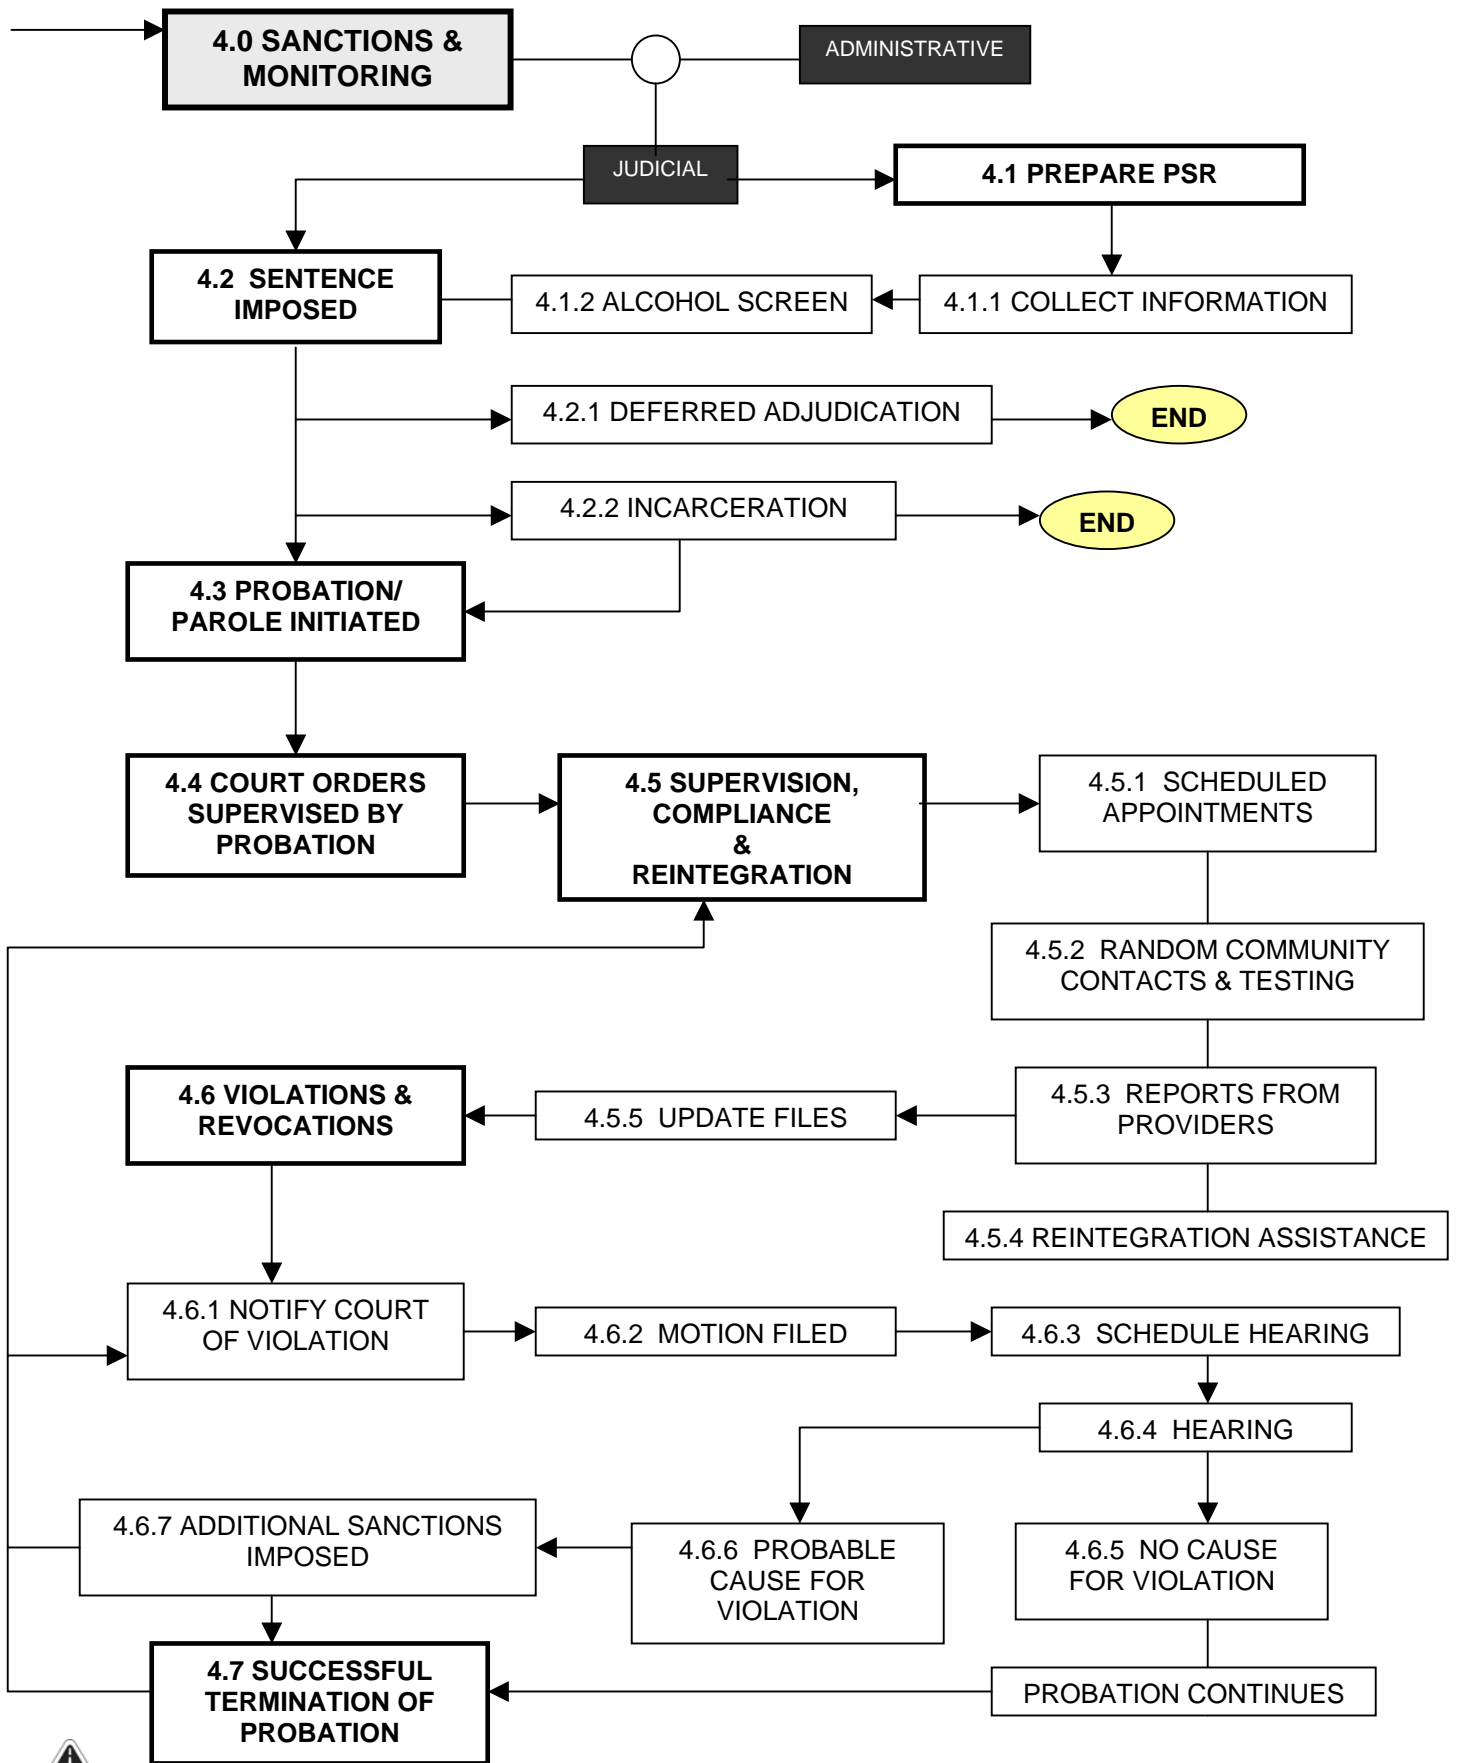 4.0 SANCTIONS &
MONITORING
ADMINISTRATIVE
JUDICIAL
4.1 PREPARE PSR
4.2 SENTENCE
IMPOSED
4.1.2 ALCOHOL SCREEN
4.1.1 COLLECT INFORMATION
4.2.1 DEFERRED ADJUDICATION
END
4.2.2 INCARCERATION
END
4.3 PROBATION/
PAROLE INITIATED
4.4 COURT ORDERS
SUPERVISED BY
PROBATION
4.5 SUPERVISION,
COMPLIANCE
&
REINTEGRATION
4.5.1 SCHEDULED
APPOINTMENTS
4.5.2 RANDOM COMMUNITY
CONTACTS & TESTING
4.6 VIOLATIONS &
REVOCATIONS
4.5.5 UPDATE FILES
4.5.3 REPORTS FROM
PROVIDERS
4.5.4 REINTEGRATION ASSISTANCE
4.6.1 NOTIFY COURT
OF VIOLATION
4.6.2 MOTION FILED
4.6.3 SCHEDULE HEARING
4.6.4 HEARING
4.6.7 ADDITIONAL SANCTIONS
IMPOSED
4.6.6 PROBABLE
CAUSE FOR
VIOLATION
4.6.5 NO CAUSE
FOR VIOLATION
4.7 SUCCESSFUL
TERMINATION OF
PROBATION
PROBATION CONTINUES